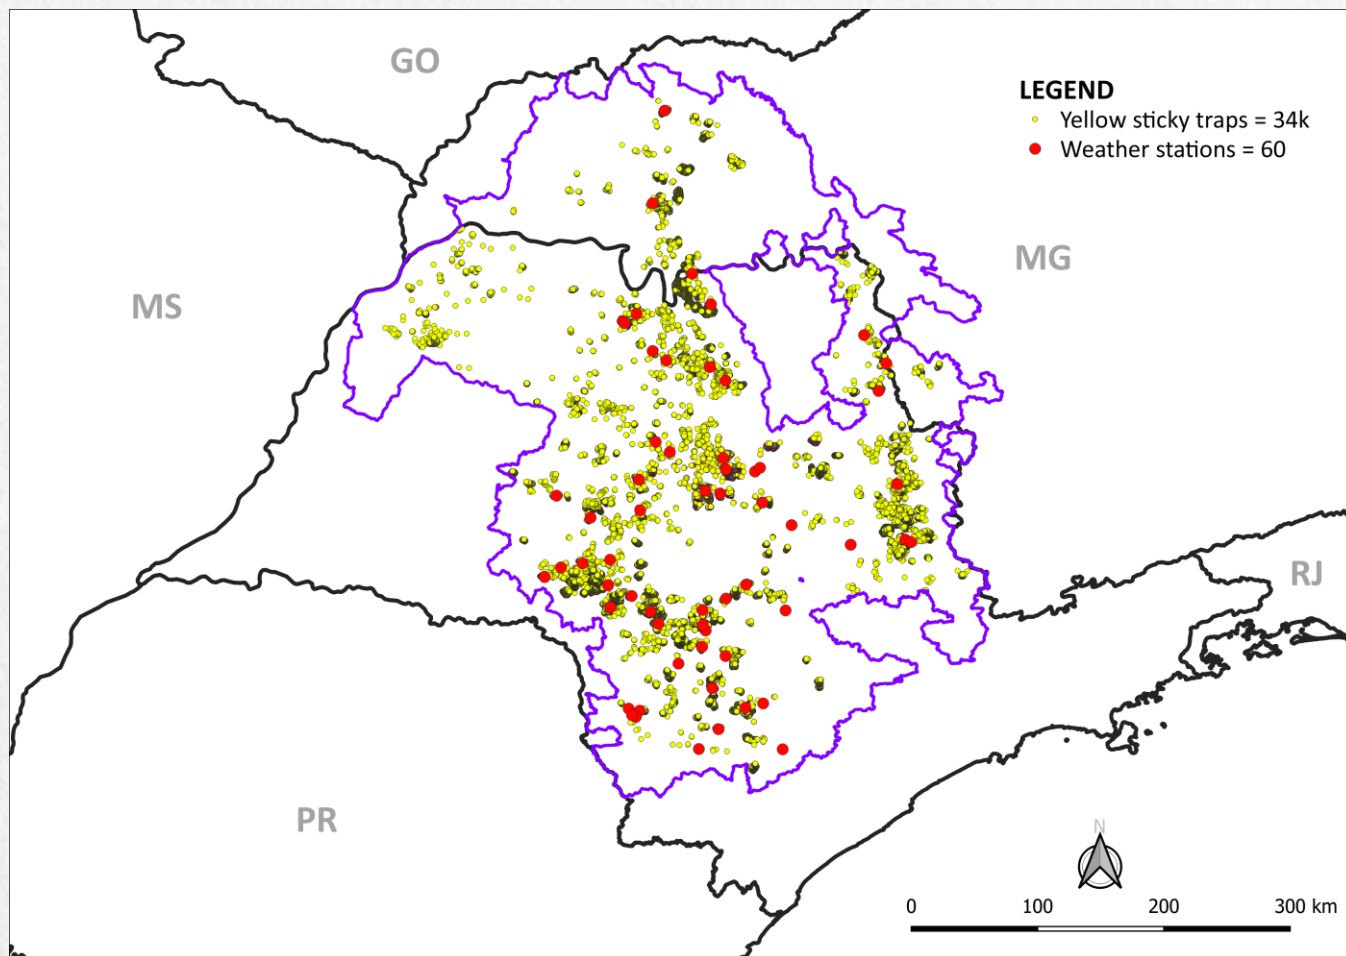 GO
LEGEND
Yellow sticky traps = 34k
Weather stations = 60
MG
MS
RJ
PR
N
0 100 200 300 km